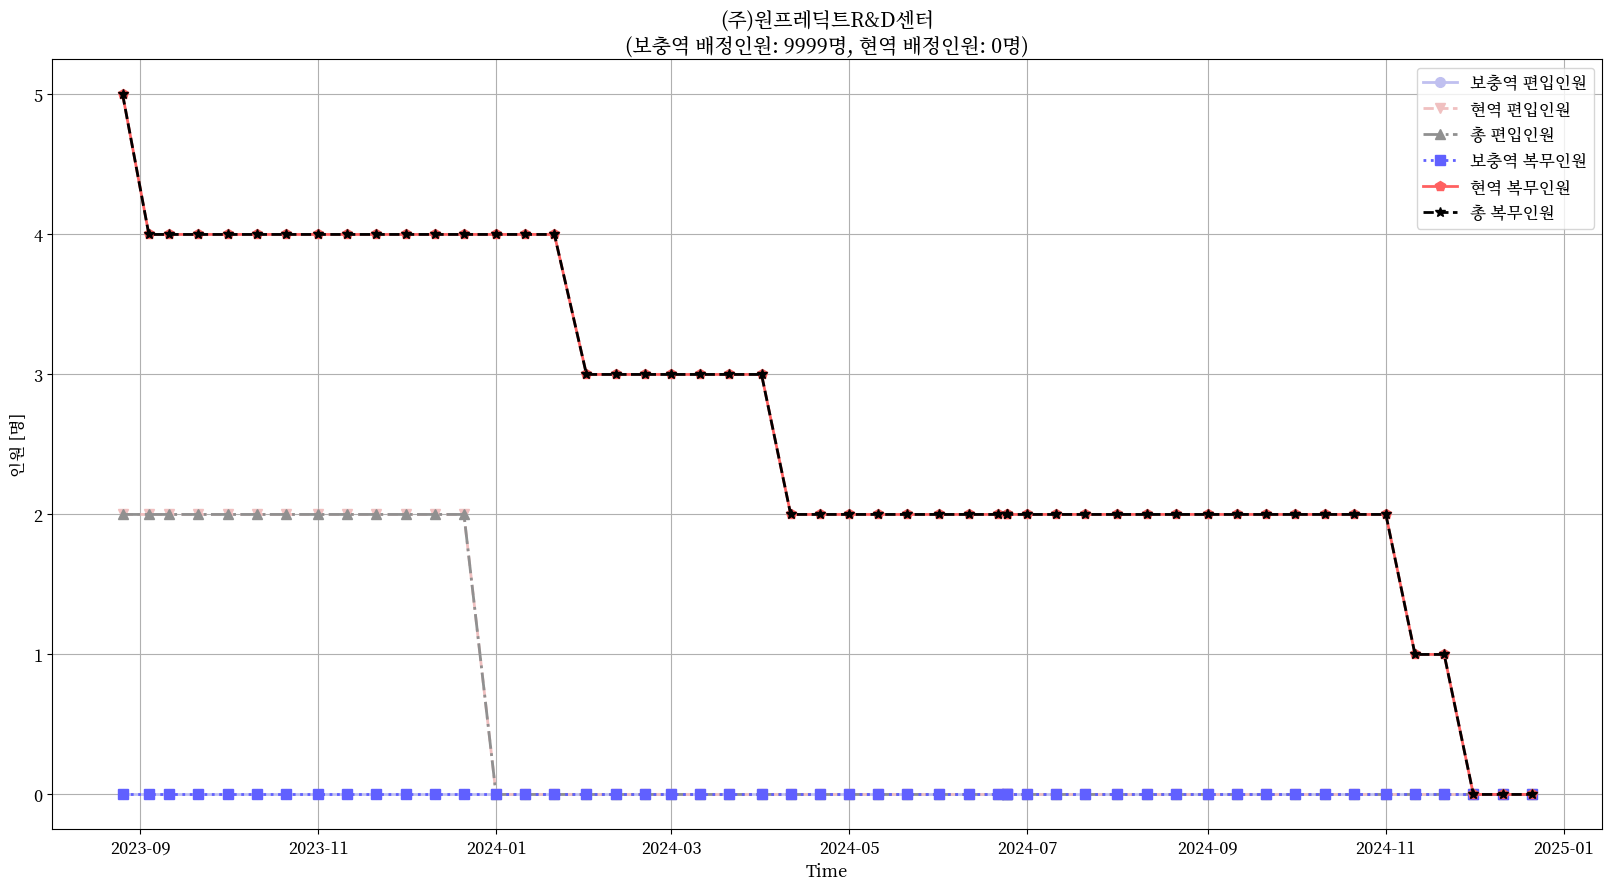 (주)원프레딕트R&D센터
(보충역 배정인원: 9999명, 현역 배정인원: 0명)
보충역 편입인원
현역 편입인원
총 편입인원
보충역 복무인원
현역 복무인원
총 복무인원
인원 [명]
5
4
3
2
1
0
2023-09
2023-11
2024-01
2024-03
2024-05
2024-07
2024-09
2024-11
2025-01
Time